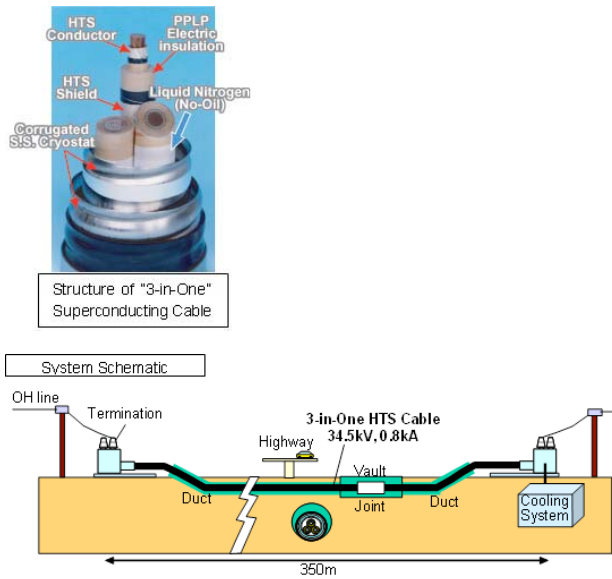 HTS
Conductor
PPLP
Electric
insulation
HTS
Shield
Liquid Nitrogen
(No-Oil)
Corrugated
S.S. Cryostat
Structure of "3-in-One"
Superconducting Cable
System Schematic
OH line
Termination
3-in-One HTS Cable
34.5kV, 0.8kA
Highway
Vault
Duct
Joint
Duct
Cooling
System
350m